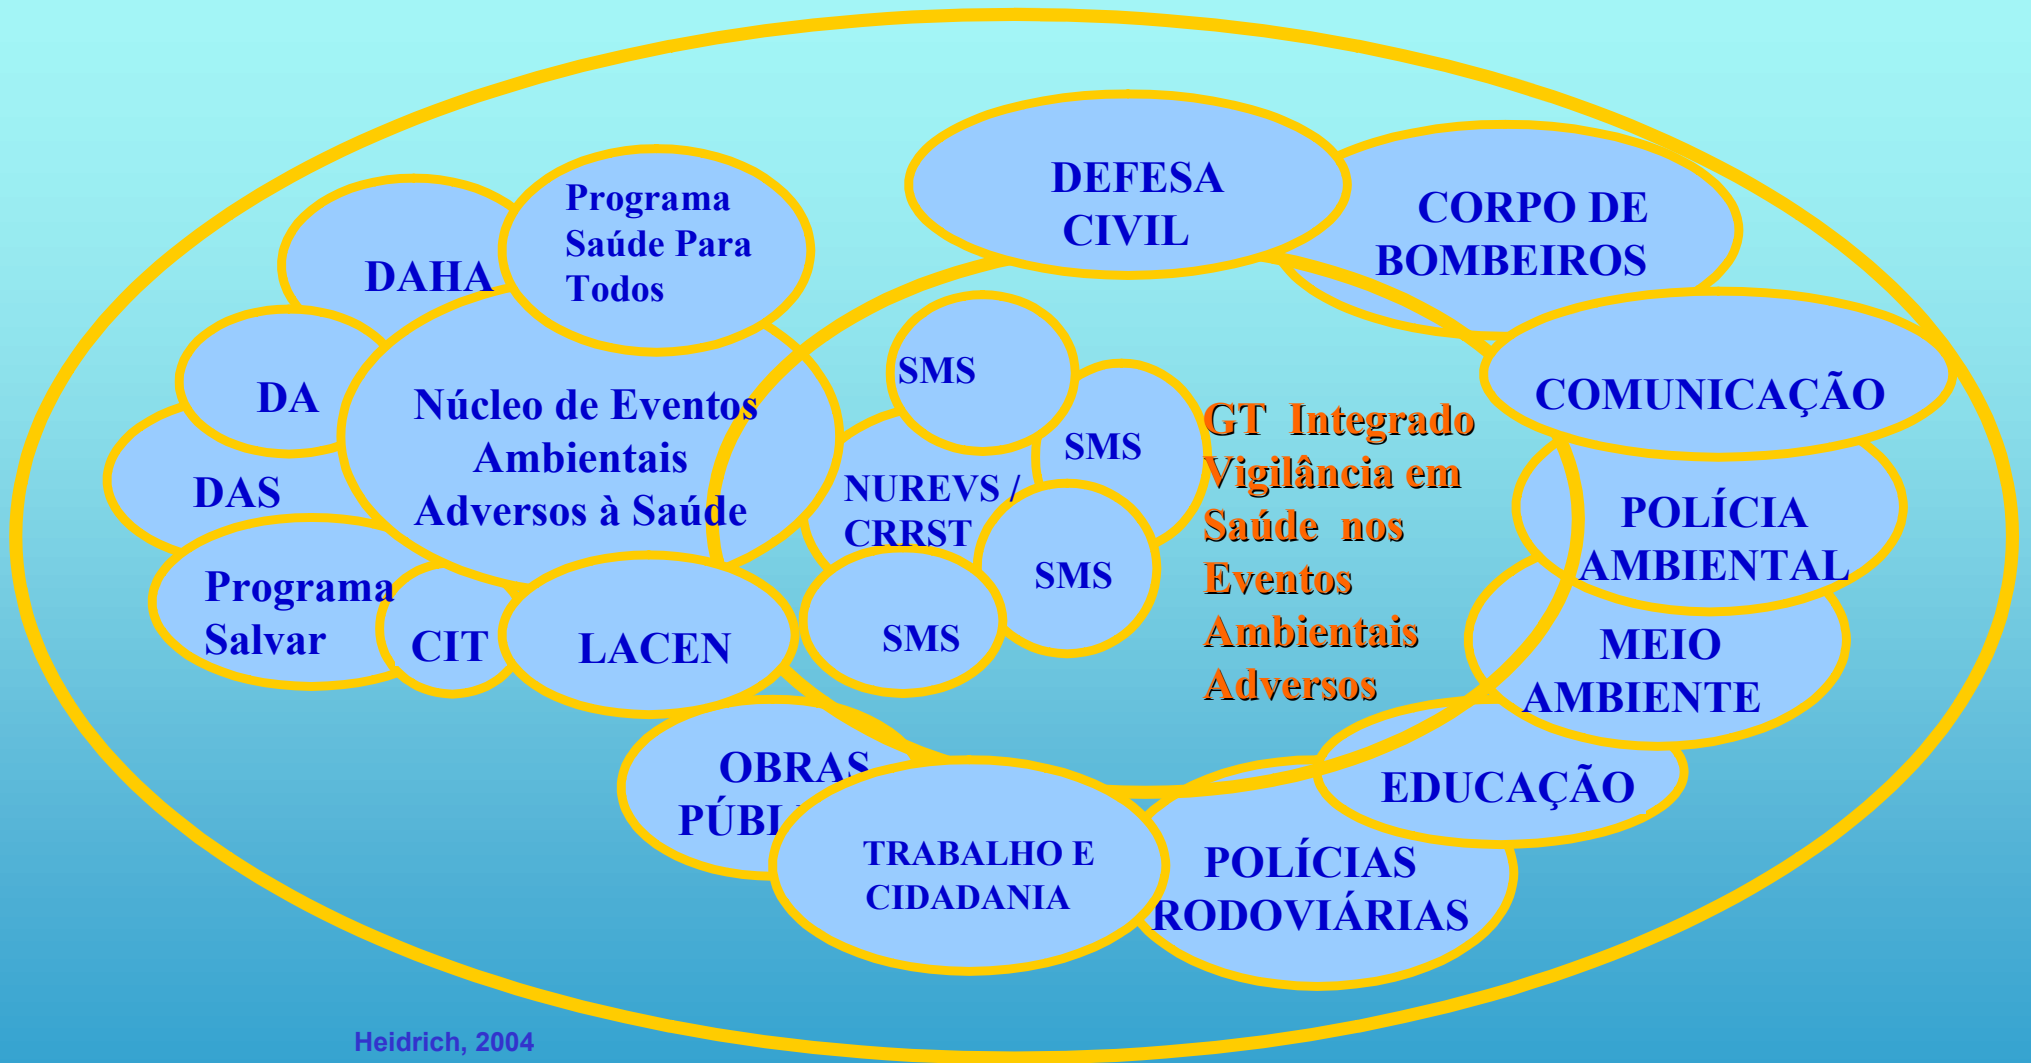 DEFESA
CIVIL
CORPO DE
BOMBEIROS
Programa
Saúde Para
Todos
DAHA
DA
DAS
Núcleo de Eventos
Ambientais
Adversos à Saúde
Programa
Salvar
CIT
LACEN
SMS
SMS
NUREVS /
CRRST
SMS
SMS
GT Integrado
Vigilância em
Saúde nos
Eventos
Ambientais
Adversos
COMUNICAÇÃO
POLÍCIA
AMBIENTAL
MEIO
AMBIENTE
EDUCAÇÃO
OBRAS
TRABALHO E
CIDADANIA
POLÍCIAS
RODOVIÁRIAS
Heidrich, 2004